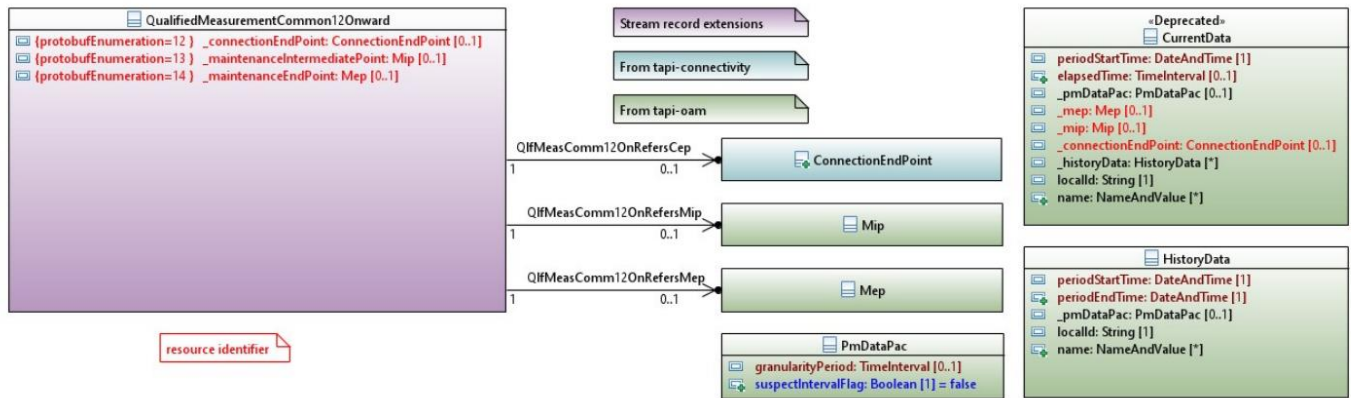 QualifiedMeasurementCommon12Onward
{protobufEnumeration=12 } _connectionEndPoint: ConnectionEndPoint [0..1]
{protobufEnumeration=13 } _maintenanceIntermediatePoint: Mip [0..1]
{protobufEnumeration=14 } _maintenanceEndPoint: Mep [0..1]
resource identifier
Stream record extensions
From tapi-connectivity
From tapi-oam
QlfMeasComm12OnRefersCep
1
0..1
ConnectionEndPoint
QlfMeasComm12OnRefersMip
1
0..1
Mip
QlfMeasComm12OnRefersMep
1
0..1
Mep
PmDataPac
granularityPeriod: TimeInterval [0..1]
suspectIntervalFlag: Boolean [1] = false
«Deprecated»
CurrentData
periodStartTime: DateAndTime [1]
elapsedTime: TimeInterval [0..1]
_pmDataPac: PmDataPac [0..1]
_mep: Mep [0..1]
_mip: Mip [0..1]
_connectionEndPoint: ConnectionEndPoint [0..1]
_historyData: HistoryData [*]
localId: String [1]
name: NameAndValue [*]
HistoryData
periodStartTime: DateAndTime [1]
periodEndTime: DateAndTime [1]
_pmDataPac: PmDataPac [0..1]
localId: String [1]
name: NameAndValue [*]